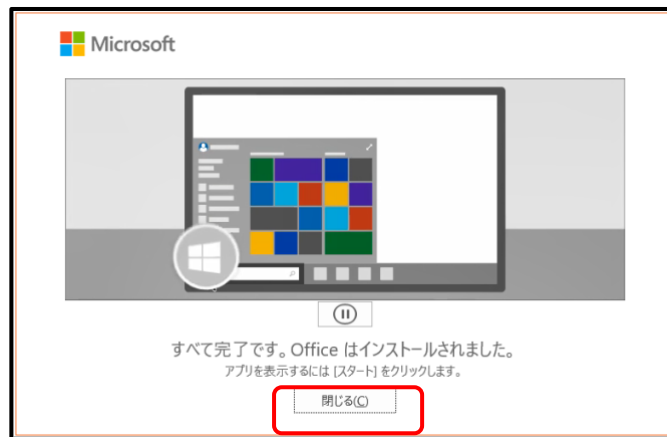 Microsoft
すべて完了です。Office はインストールされました。
アプリを表示するには [スタート] をクリックします。
閉じる(C)